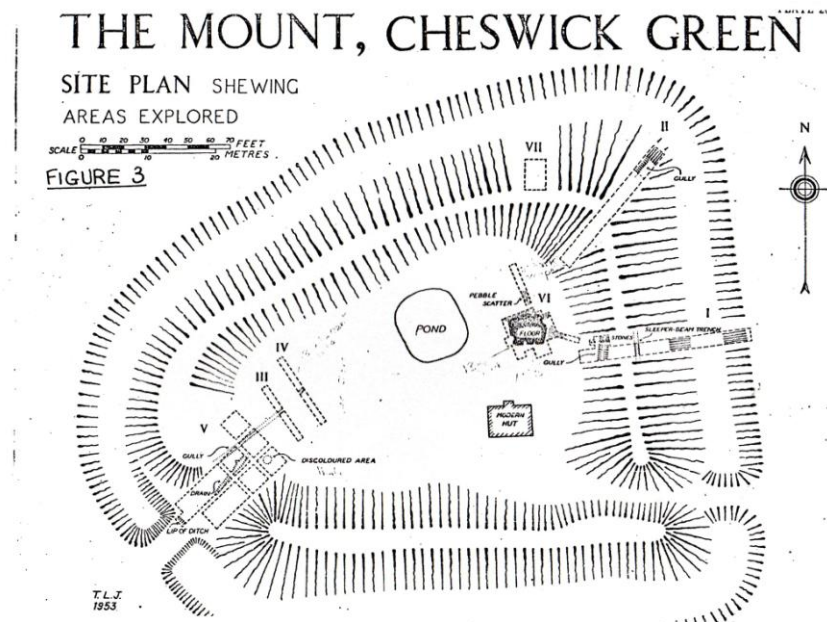 THE MOUNT, CHESWICK GREEN
SITE PLAN SHEWING
AREAS EXPLORED
0 10 20 30 40 50 60 70 FEET
SCALE
0 10 20 METRES
FIGURE 3
N
II
VII
GULLY
PEBBLE
SCATTER
VI
I
POND
FLOOR
STONES
SLEEPER-BEAM TRENCH
GULLY
IV
III
MODERN
HUT
V
GULLY
DISCOLOURED AREA
DRAIN
LIP OF DITCH
T.L.J.
1953